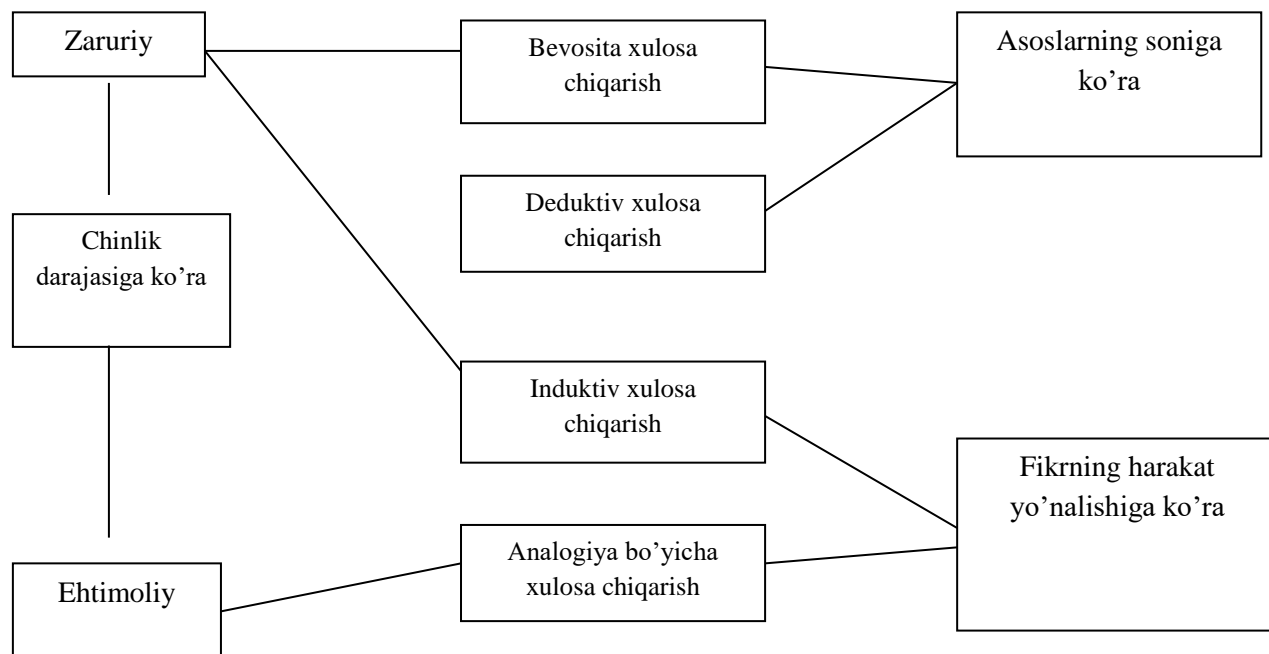 Zaruriy
Chinlik
darajasiga ko’ra
Ehtimoliy
Bevosita xulosa
chiqarish
Deduktiv xulosa
chiqarish
Induktiv xulosa
chiqarish
Analogiya bo’yicha
xulosa chiqarish
Asoslarning soniga
ko’ra
Fikrning harakat
yo’nalishiga ko’ra